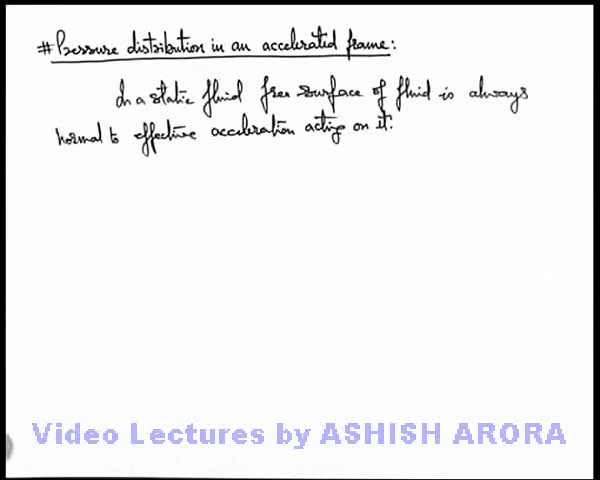 # Pressure distribution in an accelerated frame:
In a static fluid free surface of fluid is always
normal to effective acceleration acting on it.
Video Lectures by ASHISH ARORA